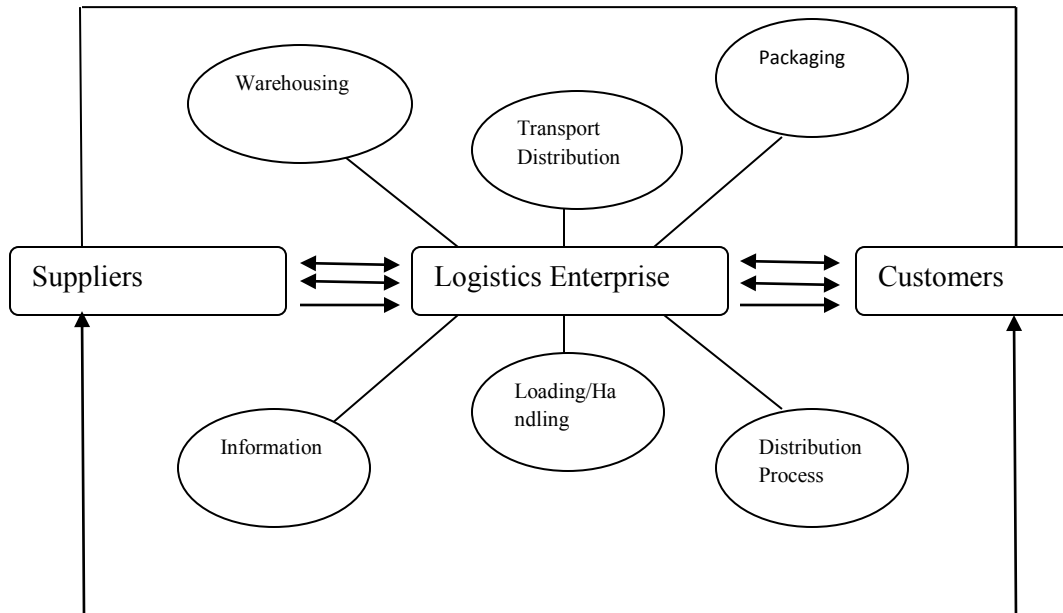 Packaging
Warehousing
Transport
Distribution
Suppliers
Logistics Enterprise
Customers
Loading/Ha
ndling
Information
Distribution
Process